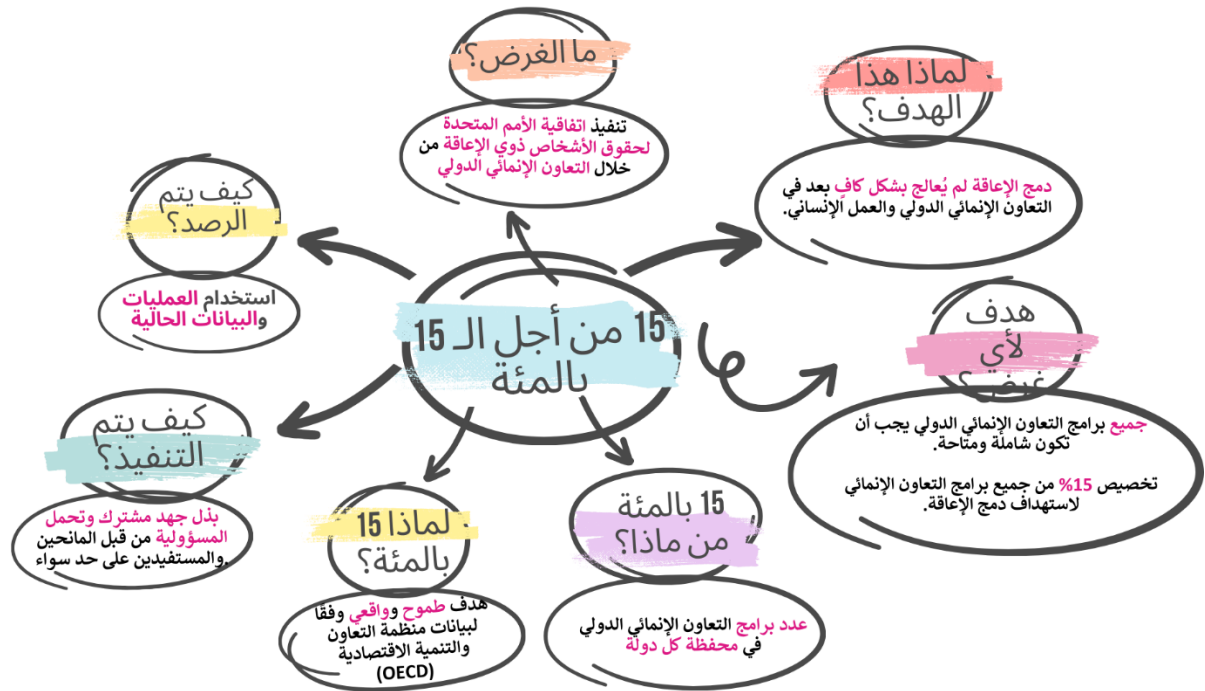 15 من أجل الـ 15
بالمئة
ما الغرض؟
تنفيذ اتفاقية الأمم المتحدة
لحقوق الأشخاص ذوي الإعاقة من
خلال التعاون الإنمائي الدولي
لماذا هذا
الهدف؟
دمج الإعاقة لم يُعالج بشكل كافٍ بعد في
التعاون الإنمائي الدولي والعمل الإنساني.
هدف
لأي
غرض؟
جميع برامج التعاون الإنمائي الدولي يجب أن
تكون شاملة ومتاحة.
تخصيص 15% من جميع برامج التعاون الإنمائي
لاستهداف دمج الإعاقة.
15 بالمئة
من ماذا؟
عدد برامج التعاون الإنمائي الدولي
في محفظة كل دولة
لماذا 15
بالمئة؟
هدف طموح وواقعي وفقًا
لبيانات منظمة التعاون
والتنمية الاقتصادية
(OECD)
كيف يتم
التنفيذ؟
بذل جهد مشترك وتحمل
المسؤولية من قبل المانحين
والمستفيدين على حد سواء.
كيف يتم
الرصد؟
استخدام العمليات
والبيانات الحالية